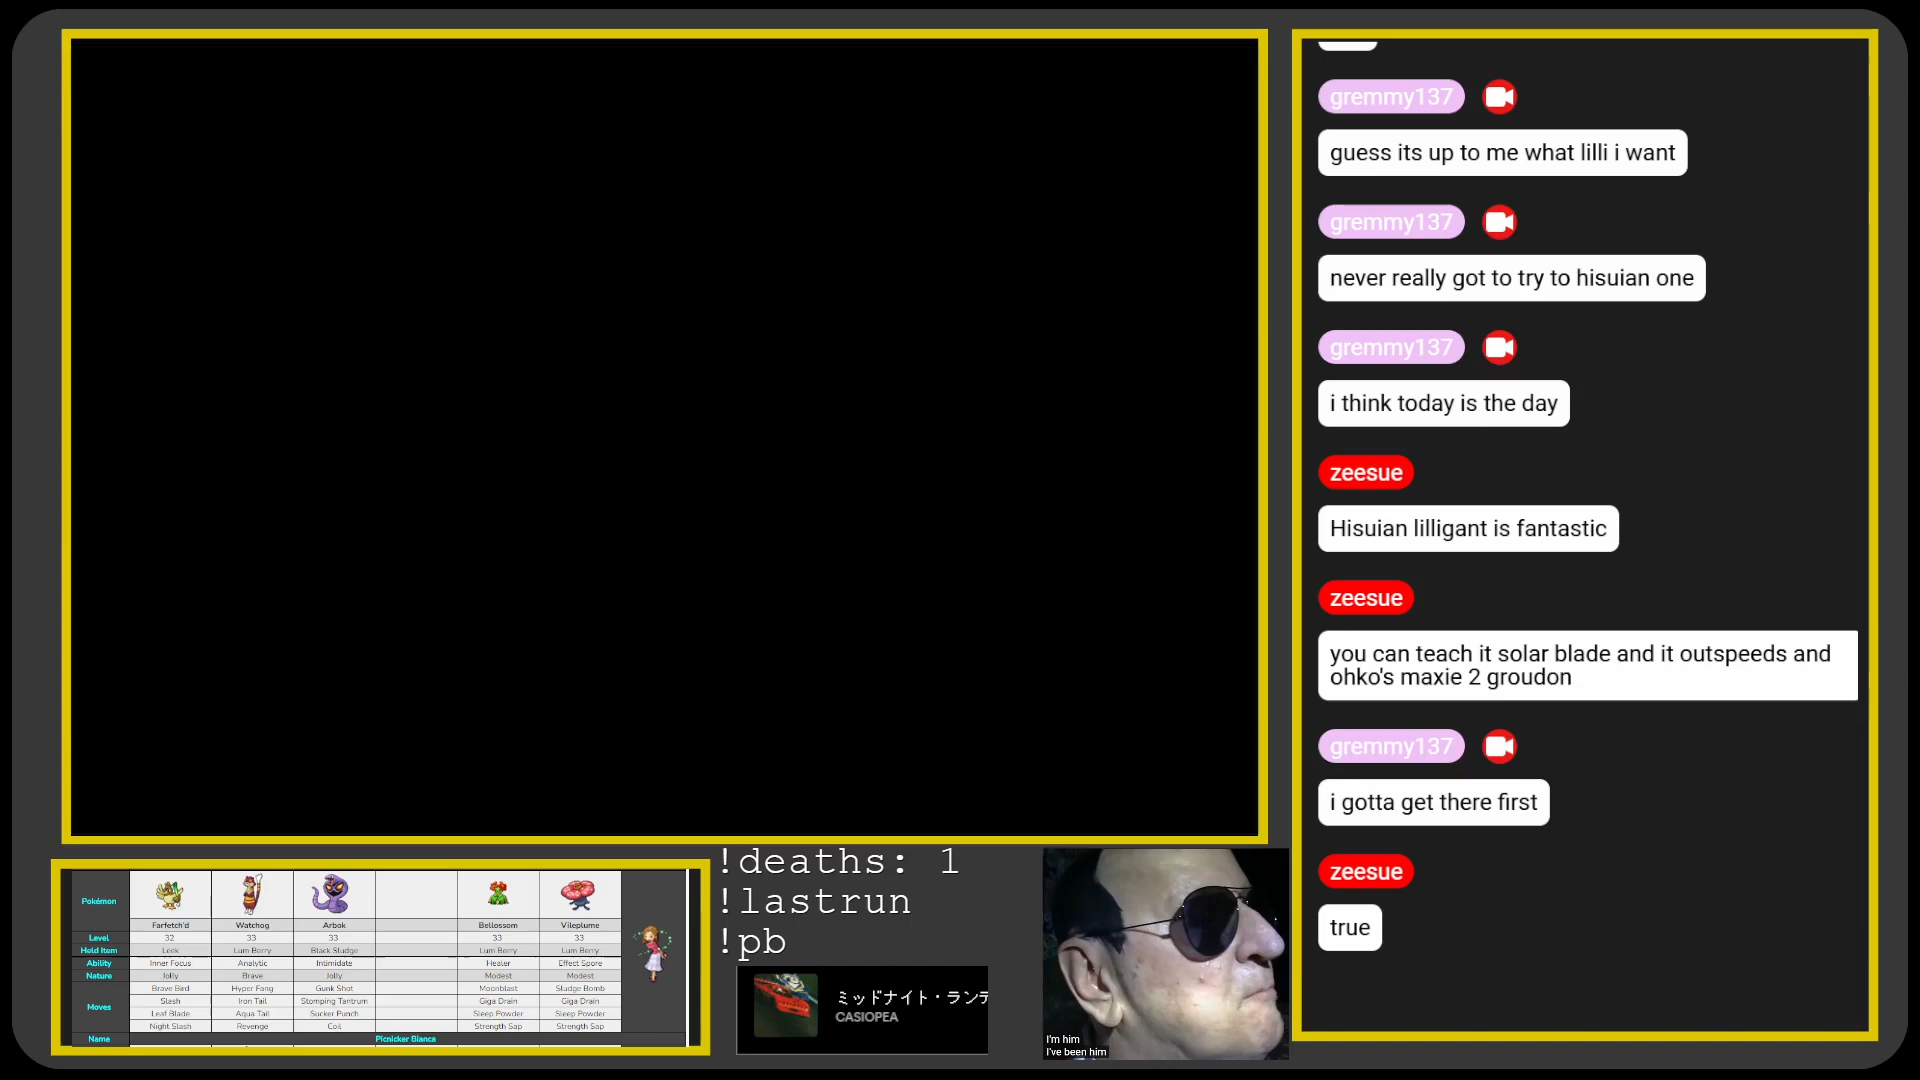 gremmy137
guess its up to me what lilli i want
gremmy137
never really got to try to hisuian one
gremmy137
i think today is the day
zeesue
Hisuian lilligant is fantastic
zeesue
you can teach it solar blade and it outspeeds and
ohko's maxie 2 groudon
gremmy137
i gotta get there first
zeesue
true
Pokémon
Farfetch'd Watchog Arbok Bellossom Vileplume
Level 32 33 33 33 33
Held Item Leek Lum Berry Black Sludge Lum Berry Lum Berry
Ability Inner Focus Analytic Intimidate Healer Effect Spore
Nature Jolly Brave Jolly Modest Modest
Moves
Brave Bird Hyper Fang Gunk Shot Moonblast Sludge Bomb
Slash Iron Tail Stomping Tantrum Giga Drain Giga Drain
Leaf Blade Aqua Tail Sucker Punch Sleep Powder Sleep Powder
Night Slash Revenge Coil Strength Sap Strength Sap
Name Picnicker Bianca
!deaths: 1
!lastrun
!pb
ミッドナイト・ランデ
CASIOPEA
I'm him
I've been him